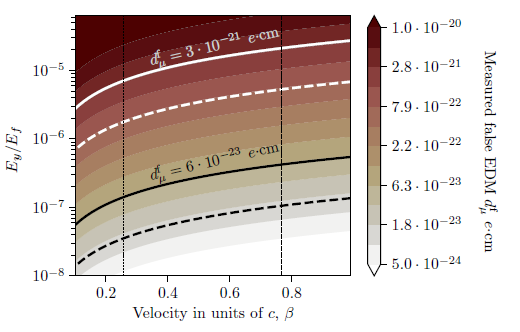 10⁻⁵
10⁻⁶
10⁻⁷
10⁻⁸
E_y/E_f
d^f_μ = 3 · 10⁻²¹ e·cm
d^f_μ = 6 · 10⁻²³ e·cm
0.2 0.4 0.6 0.8
Velocity in units of c, β
1.0 · 10⁻²⁰
2.8 · 10⁻²¹
7.9 · 10⁻²²
2.2 · 10⁻²²
6.3 · 10⁻²³
1.8 · 10⁻²³
5.0 · 10⁻²⁴
Measured false EDM d^f_μ e·cm